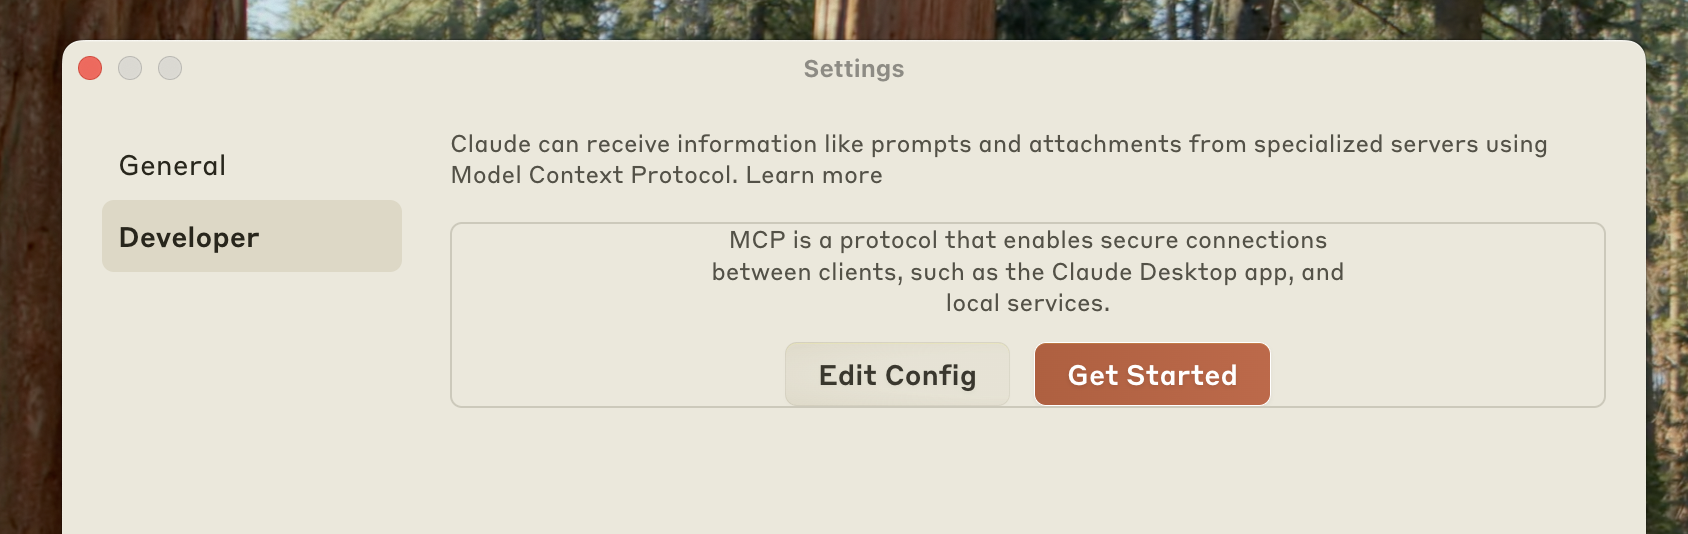 Settings
General
Developer
Claude can receive information like prompts and attachments from specialized servers using
Model Context Protocol. Learn more
MCP is a protocol that enables secure connections
between clients, such as the Claude Desktop app, and
local services.
Edit Config
Get Started